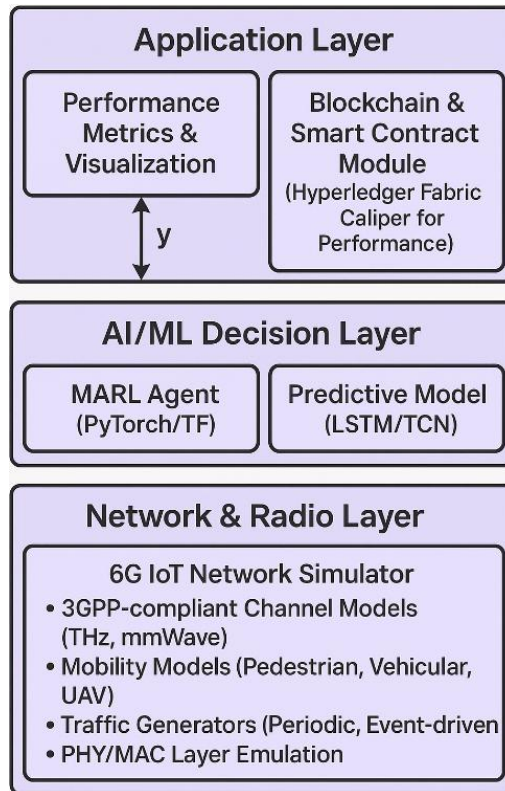 Application Layer
Performance
Metrics &
Visualization
y
Blockchain &
Smart Contract
Module
(Hyperledger Fabric
Caliper for
Performance)
AI/ML Decision Layer
MARL Agent
(PyTorch/TF)
Predictive Model
(LSTM/TCN)
Network & Radio Layer
6G IoT Network Simulator
• 3GPP-compliant Channel Models
(THz, mmWave)
• Mobility Models (Pedestrian, Vehicular,
UAV)
• Traffic Generators (Periodic, Event-driven
• PHY/MAC Layer Emulation